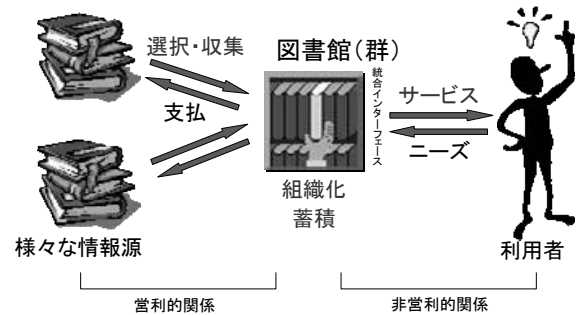 選択・収集
図書館（群）
支払
統合インターフェース
サービス
ニーズ
組織化
蓄積
様々な情報源
利用者
営利的関係
非営利的関係